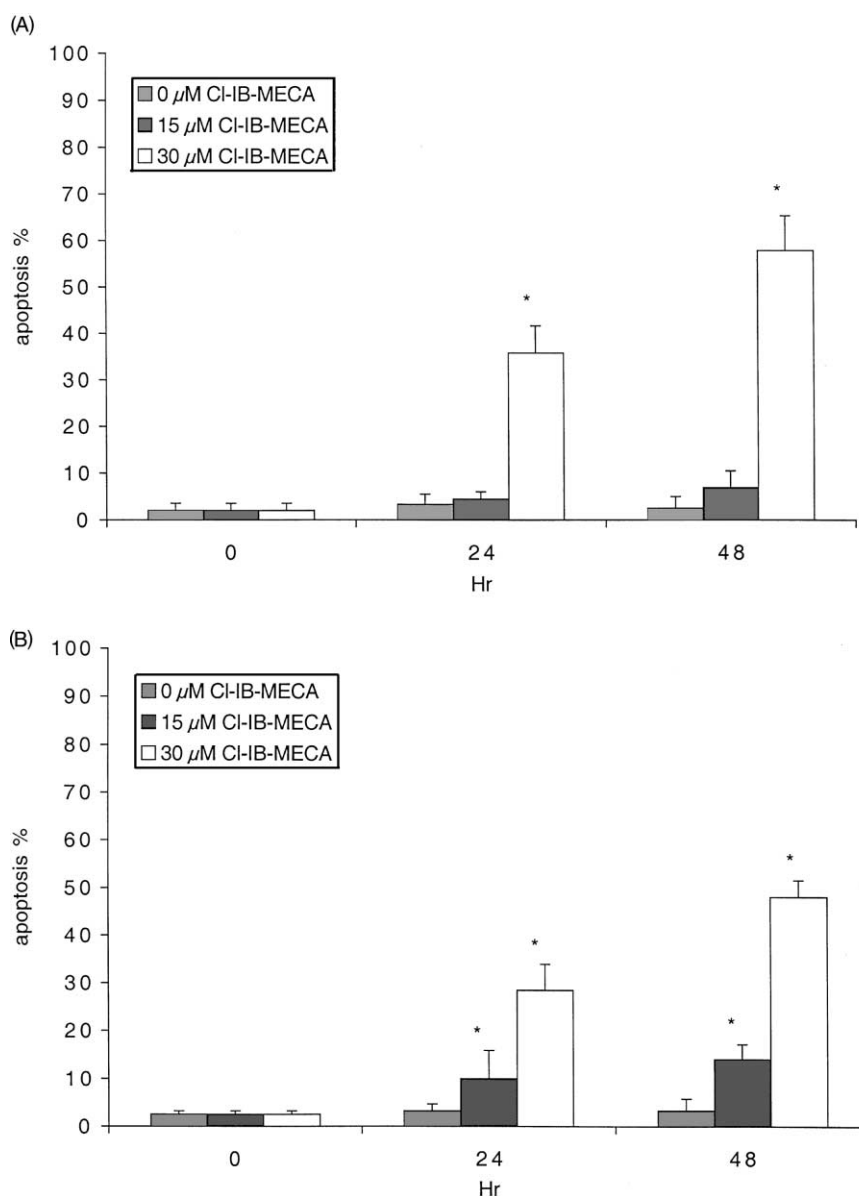 (A)
100
90
80
70
60
50
40
30
20
10
0
apoptosis %
0 µM Cl-IB-MECA
15 µM Cl-IB-MECA
30 µM Cl-IB-MECA
*
*
0 24 48
Hr
(B)
100
90
80
70
60
50
40
30
20
10
0
apoptosis %
0 µM Cl-IB-MECA
15 µM Cl-IB-MECA
30 µM Cl-IB-MECA
*
*
*
*
0 24 48
Hr